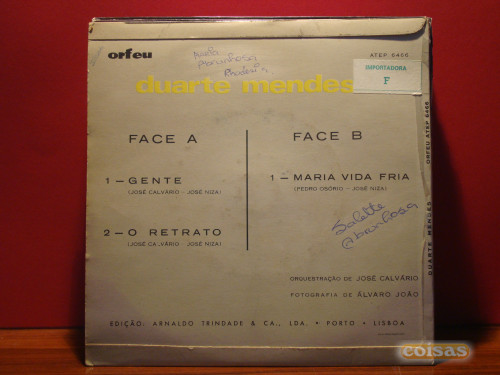 orfeu
ATEP 6466
IMPORTADORA
F
duarte mendes
FACE A
1 — GENTE
(JOSÉ CALVÁRIO - JOSÉ NIZA)
2 — O RETRATO
(JOSÉ CALVÁRIO - JOSÉ NIZA)
FACE B
1 — MARIA VIDA FRIA
(PEDRO OSÓRIO - JOSÉ NIZA)
Salette
Abrunhosa
ORQUESTRAÇÃO DE JOSÉ CALVÁRIO
FOTOGRAFIA DE ÁLVARO JOÃO
EDIÇÃO: ARNALDO TRINDADE & CA., LDA. • PORTO • LISBOA
DUARTE MENDES ORFEU ATEP 6466
coisas